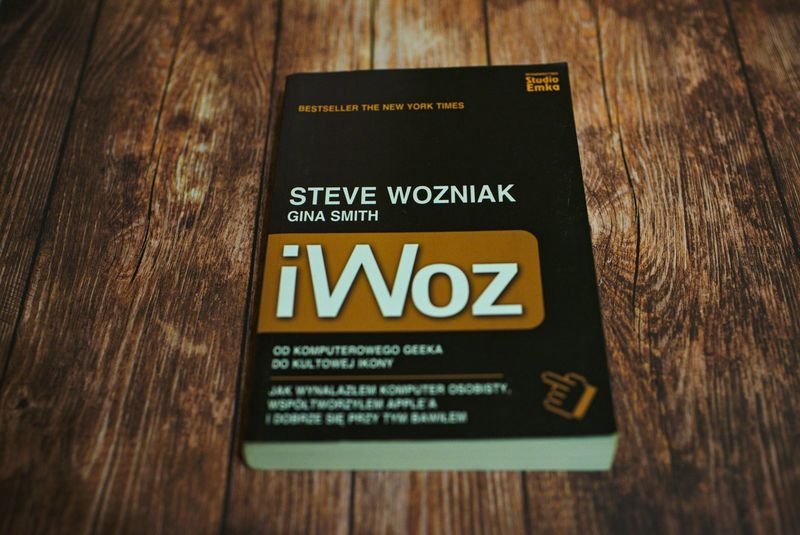 WYDAWNICTWO
Studio
Emka
BESTSELLER THE NEW YORK TIMES
STEVE WOZNIAK
GINA SMITH
iWoz
OD KOMPUTEROWEGO GEEKA
DO KULTOWEJ IKONY
JAK WYNALAZŁEM KOMPUTER OSOBISTY,
WSPÓŁTWORZYŁEM APPLE'A
I DOBRZE SIĘ PRZY TYM BAWIŁEM